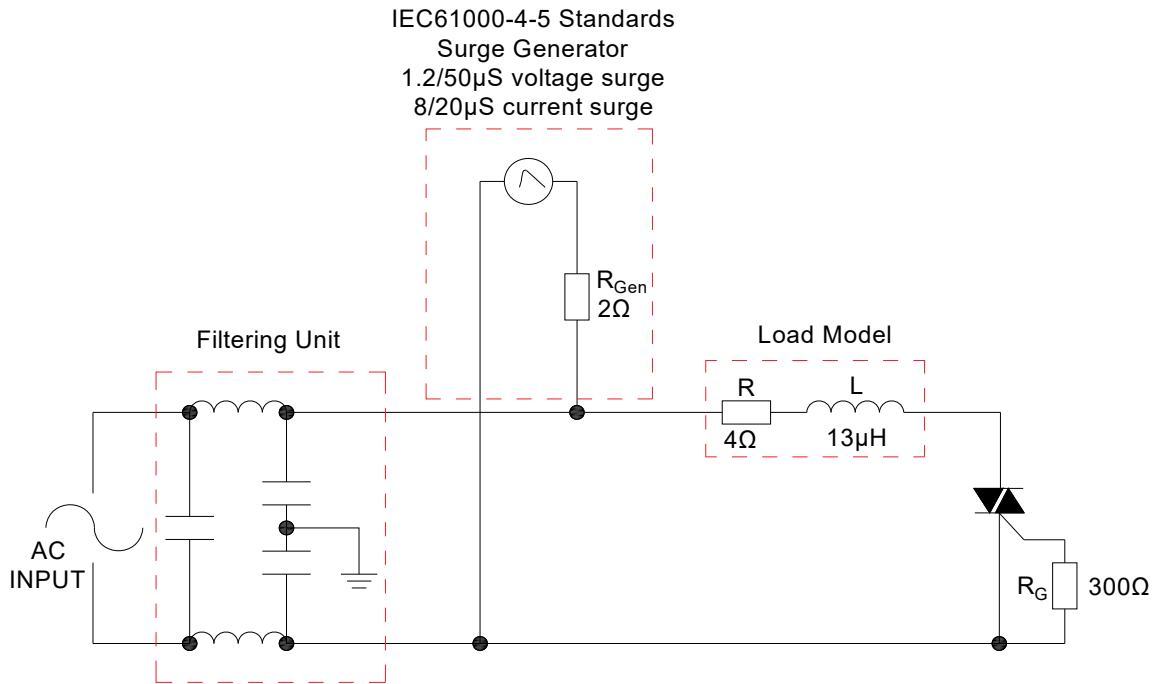 IEC61000-4-5 Standards
Surge Generator
1.2/50μS voltage surge
8/20μS current surge
RGen
2Ω
Filtering Unit
Load Model
R
L
4Ω
13μH
AC
INPUT
RG
300Ω